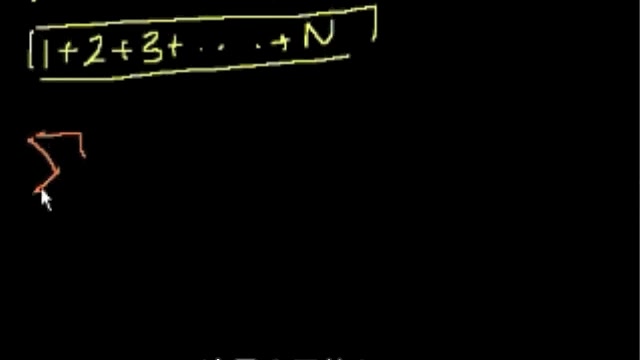 1+2+3+ . . . .+ N
Σ